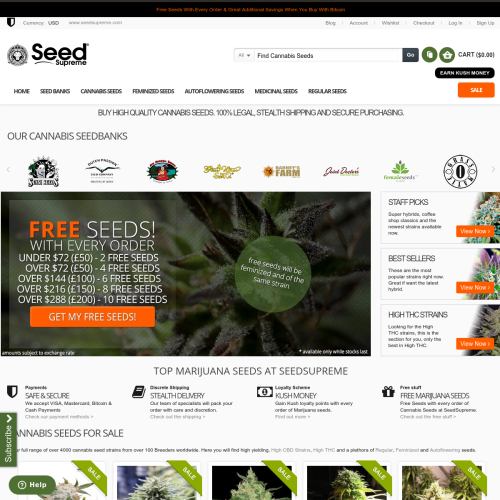 Free Seeds With Every Order & Great Additional Savings When You Buy With Bitcoin
Currency: USD www.seedsupreme.com Blog Account Wishlist Checkout Log In Sign Up
Seed
Supreme
All Find Cannabis Seeds Go CART ($0.00)
EARN KUSH MONEY
HOME SEED BANKS CANNABIS SEEDS FEMINIZED SEEDS AUTOFLOWERING SEEDS MEDICINAL SEEDS REGULAR SEEDS SALE
BUY HIGH QUALITY CANNABIS SEEDS. 100% LEGAL, STEALTH SHIPPING AND SECURE PURCHASING.
OUR CANNABIS SEEDBANKS
SENSI SEEDS DUTCH PASSION BARNEY'S FARM femaleseeds
FREE SEEDS!
WITH EVERY ORDER
UNDER $72 (£50) - 2 FREE SEEDS
OVER $72 (£50) - 4 FREE SEEDS
OVER $144 (£100) - 6 FREE SEEDS
OVER $216 (£150) - 8 FREE SEEDS
OVER $288 (£200) - 10 FREE SEEDS
GET MY FREE SEEDS!
free seeds will be
feminized and of the
same strain
amounts subject to exchange rate
* available only while stocks last
STAFF PICKS
Super hybrids, coffee
shop classics and the
newest strains available
now.
View Now >
BEST SELLERS
These are the most
popular strains right now.
Great if want the latest
hybrid.
View Now >
HIGH THC STRAINS
Looking for the High
THC strains, this is the
section for you, only the
best in High THC.
View Now >
TOP MARIJUANA SEEDS AT SEEDSUPREME
Payments
SAFE & SECURE
We accept VISA, Mastercard, Bitcoin &
Cash Payments
Check out payment methods >
Discrete Shipping
STEALTH DELIVERY
Our team of specialists will pack your
order with care and discretion.
Check out the shipping >
Loyalty Scheme
KUSH MONEY
Gain Kush loyalty points with every
order of Marijuana seeds.
Find out more >
Free stuff
FREE MARIJUANA SEEDS
Free Seeds with every order of
Cannabis Seeds at SeedSupreme.
Check out the free stuff >
Subscribe >
CANNABIS SEEDS FOR SALE
full range of over 4000 cannabis seed strains from over 100 Breeders worldwide. Here you will find high yielding, High CBD Strains, High THC and a plethora of Regular, Feminized and Autoflowering seeds.
SALE SALE SALE SALE SALE
Help